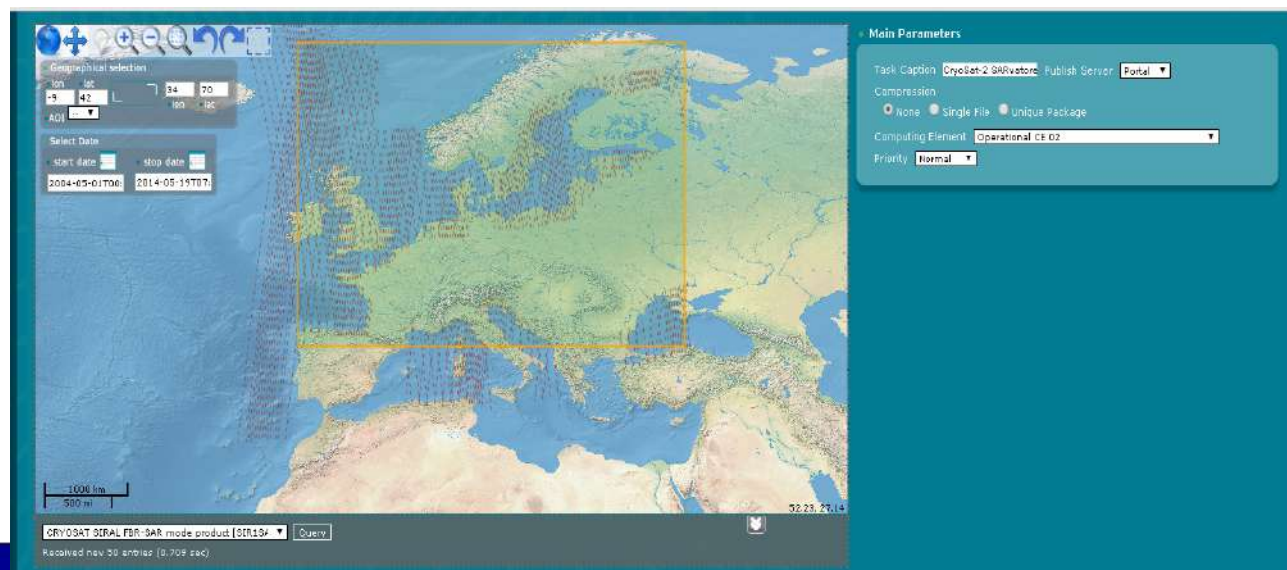 Geographical selection
lon lat
-9 42 34 70
lon lat
AOI -- ▼
Select Date
start date stop date
2004-05-01T00: 2014-05-19T07:
1000 km
500 mi
52.23, 27.14
CRYOSAT SIRAL FBR-SAR mode product [SIR1SA ▼ Query
Received new 50 entries (0.709 sec)
Main Parameters
Task Caption CryoSat-2 SARvatore Publish Server Portal ▼
Compression
None Single File Unique Package
Computing Element Operational CE 02 ▼
Priority Normal ▼